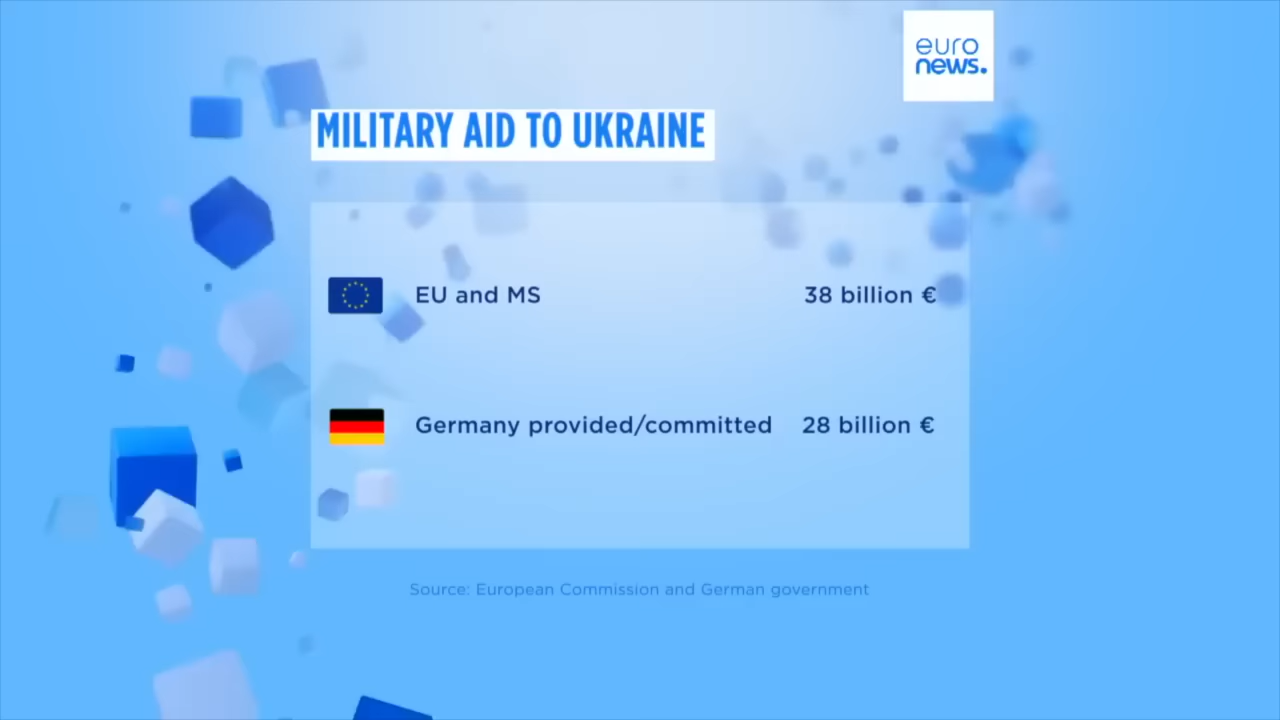 euro
news.
MILITARY AID TO UKRAINE
EU and MS 38 billion €
Germany provided/committed 28 billion €
Source: European Commission and German government